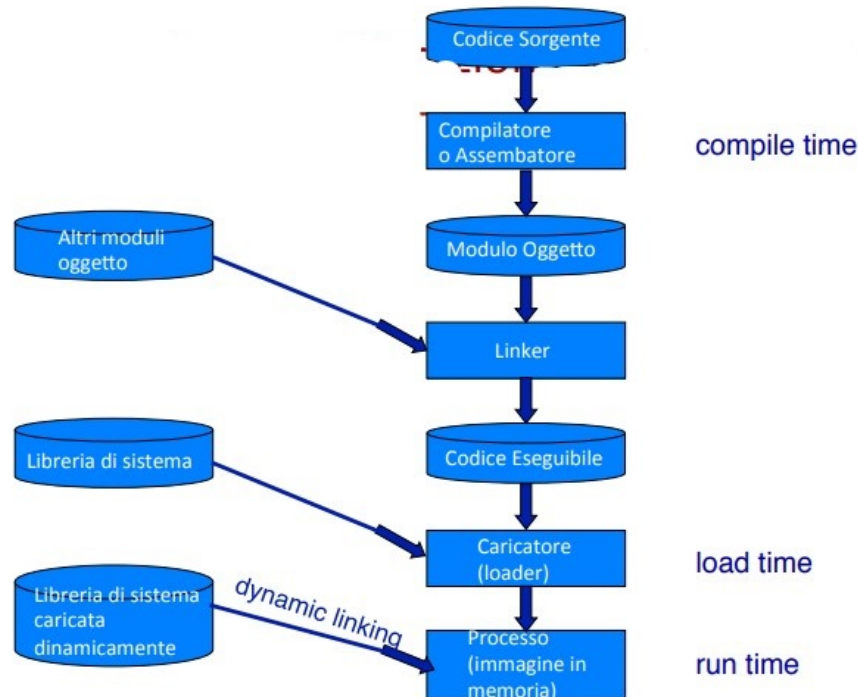 Codice Sorgente
Compilatore
o Assembatore
compile time
Altri moduli
oggetto
Modulo Oggetto
Linker
Libreria di sistema
Codice Eseguibile
Caricatore
(loader)
load time
Libreria di sistema
caricata
dinamicamente
dynamic linking
Processo
(immagine in
memoria)
run time